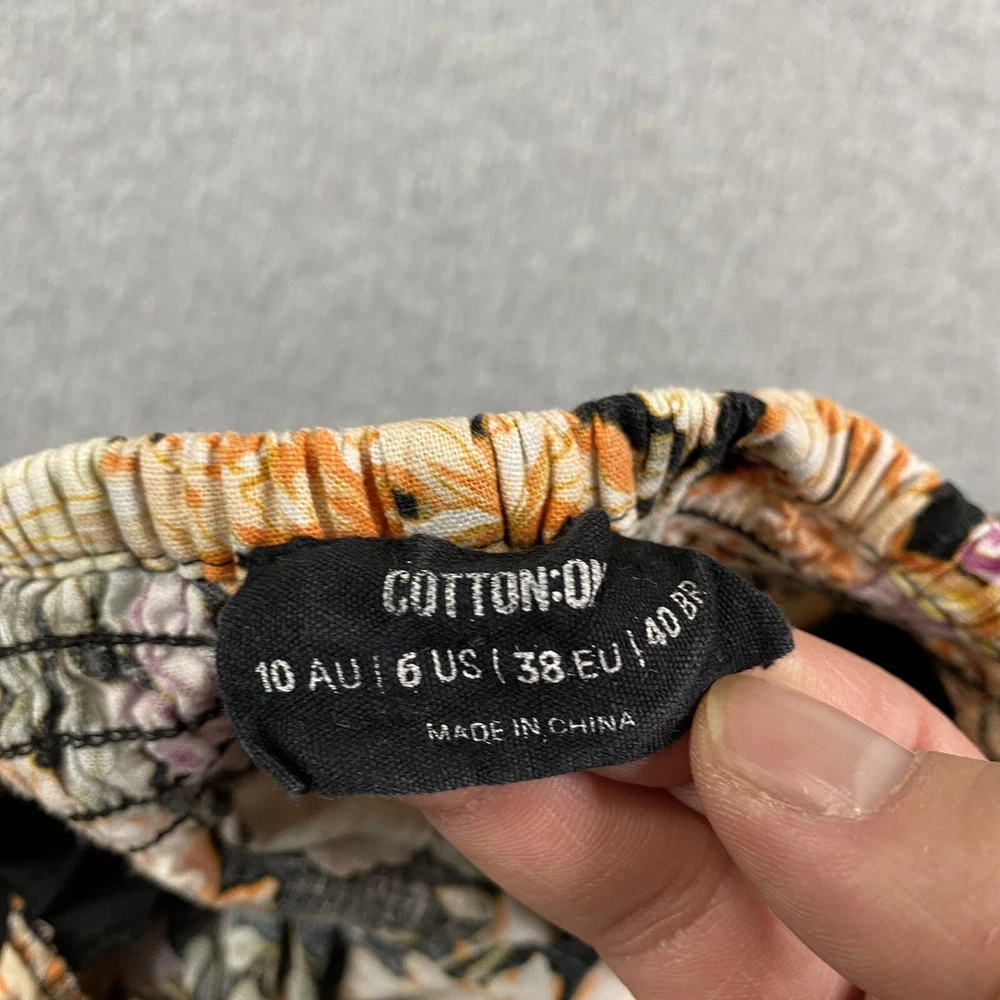 COTTON:ON
10 AU | 6 US | 38 EU | 40 BR
MADE IN CHINA